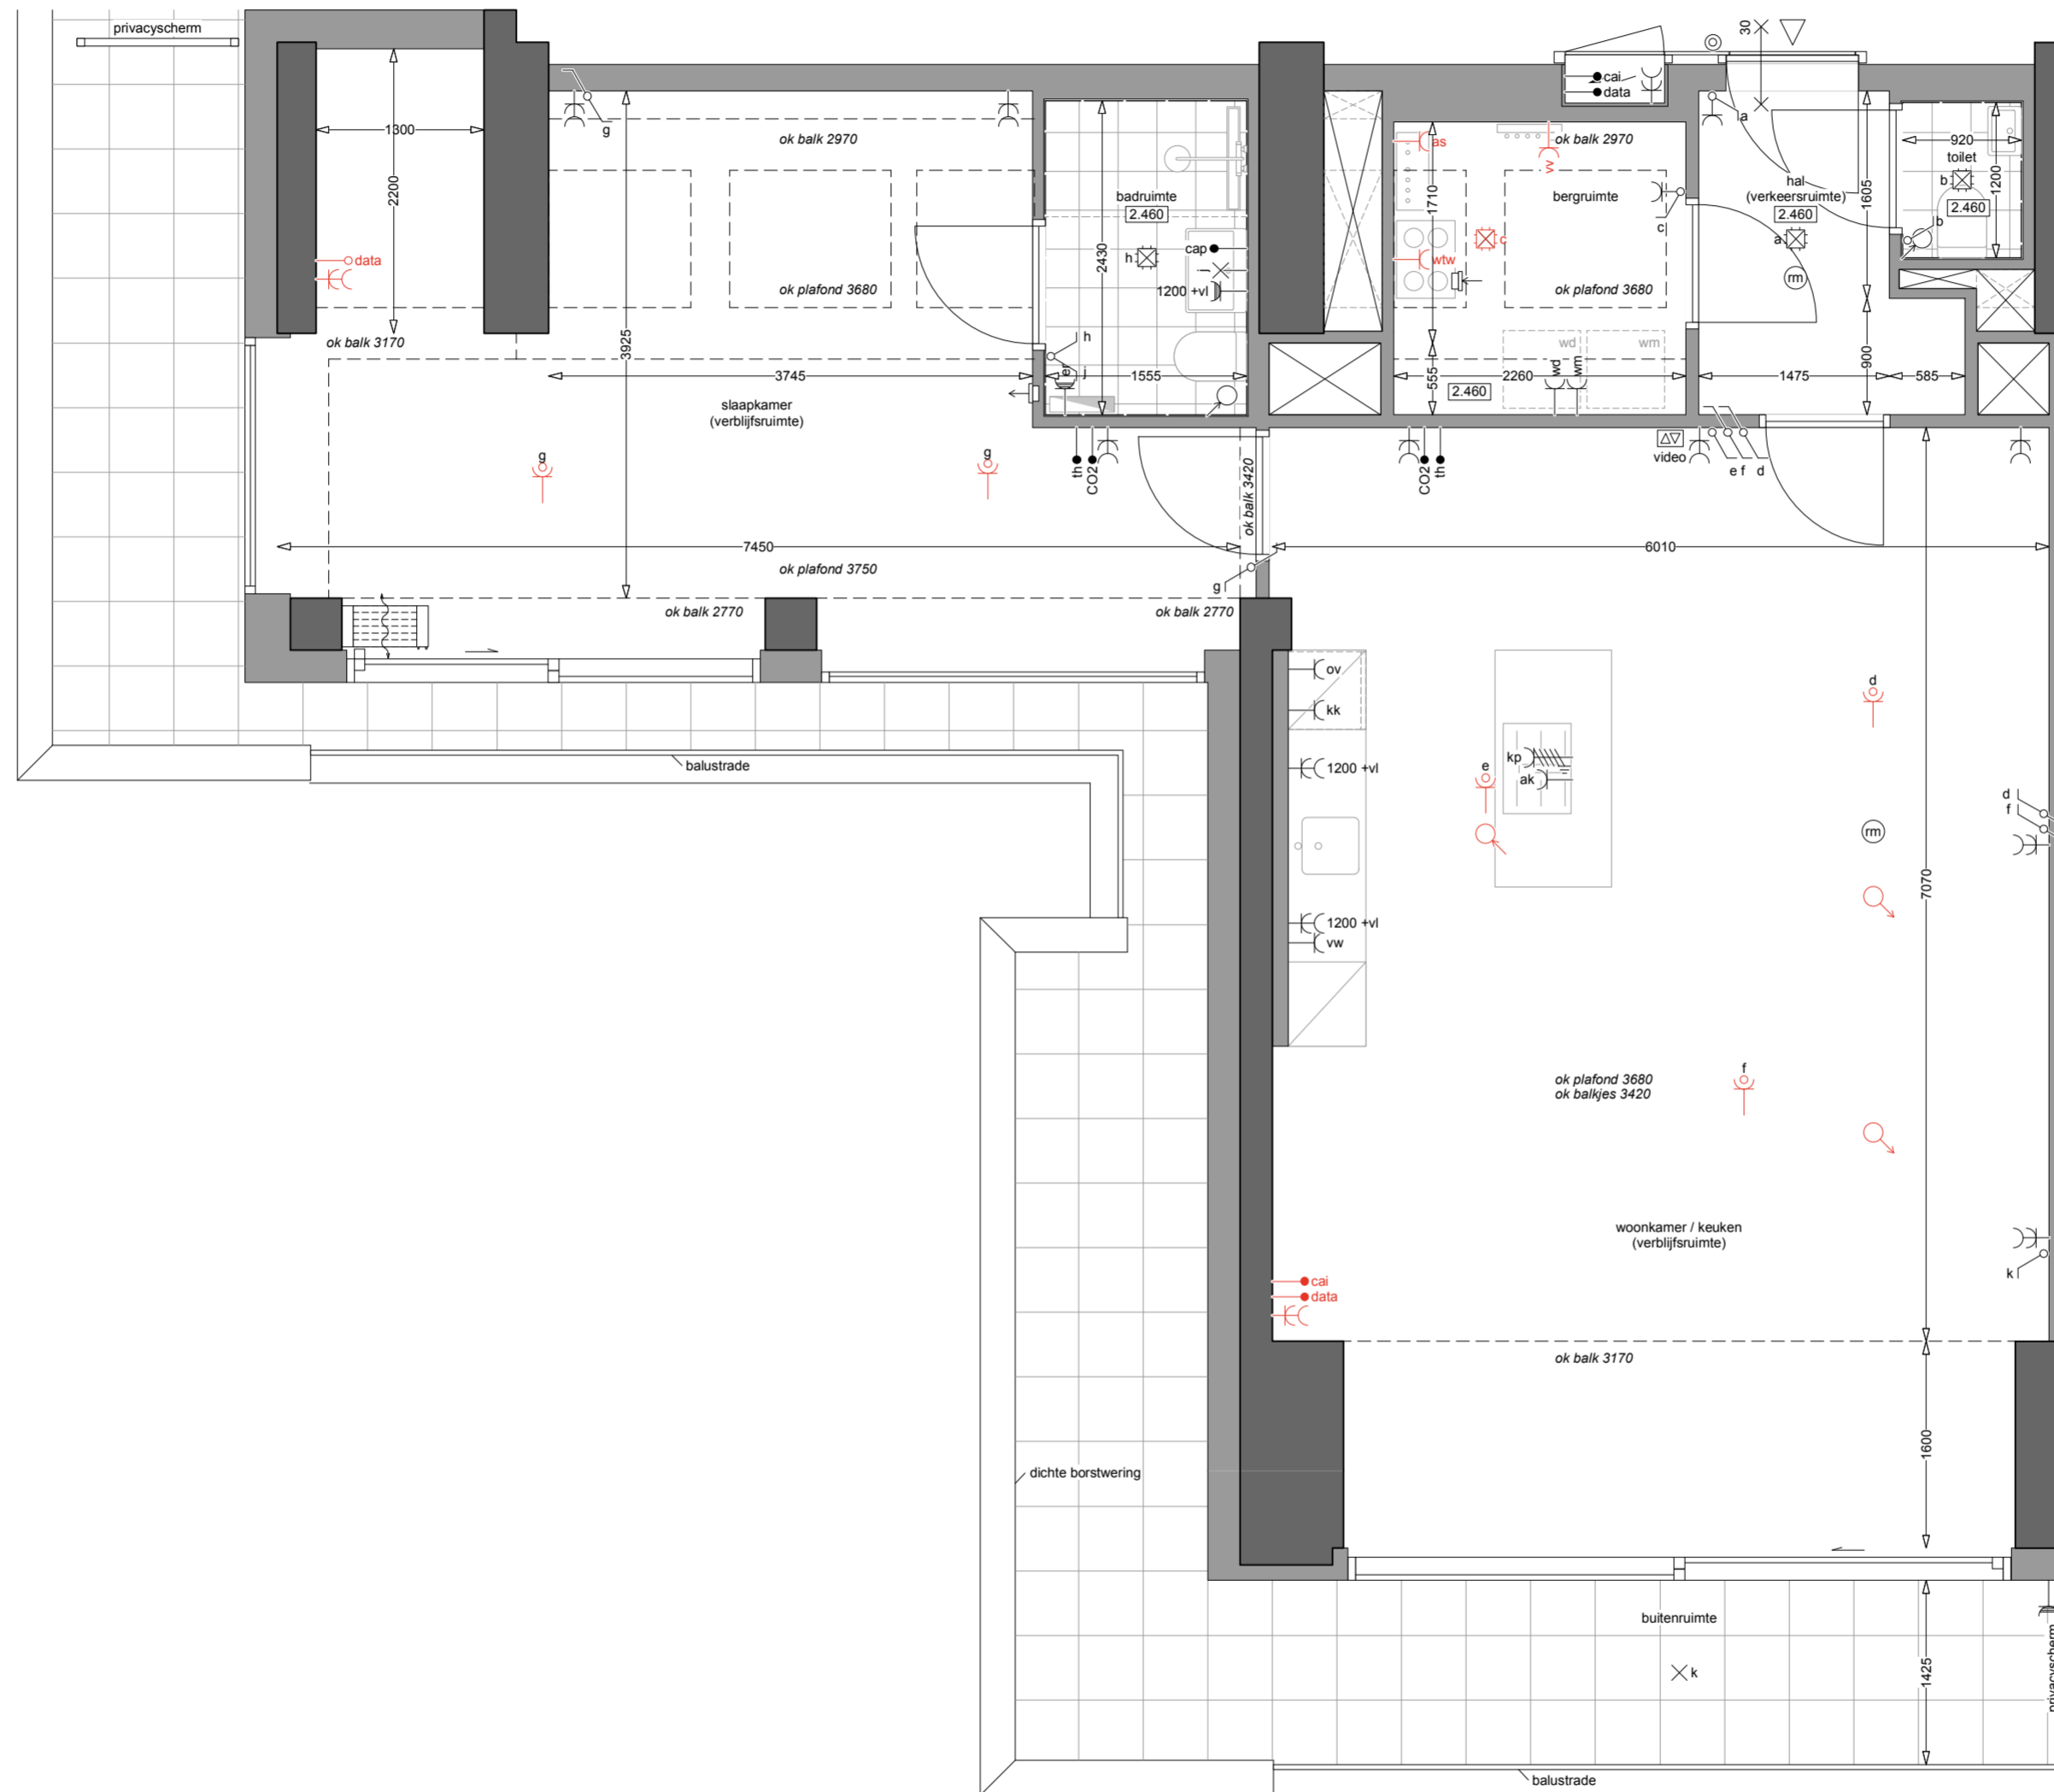 privacyscherm
30
cai
data
g
a
1300
ok balk 2970
as
vv
ok balk 2970
920
toilet
b
2200
badruimte
2.460
1710
bergruimte
c
hal
(verkeersruimte)
2.460
1605
1200
2.460
b
data
2430
h
cap
j
1200 +vl
c
wtw
a
rm
ok plafond 3680
ok plafond 3680
ok balk 3170
3925
h
j
wd
wm
wd
wm
900
3745
1555
555
2260
2.460
1475
585
slaapkamer
(verblijfsruimte)
g
g
th
CO2
ok balk 3420
CO2
th
video
e f d
7450
6010
ok plafond 3750
g
ok balk 2770
ok balk 2770
ov
kk
d
balustrade
1200 +vl
e
kp
ak
d
f
rm
7070
1200 +vl
vw
ok plafond 3680
ok balkjes 3420
f
woonkamer / keuken
(verblijfsruimte)
k
cai
data
ok balk 3170
1600
dichte borstwering
buitenruimte
k
1425
privacyscherm
balustrade